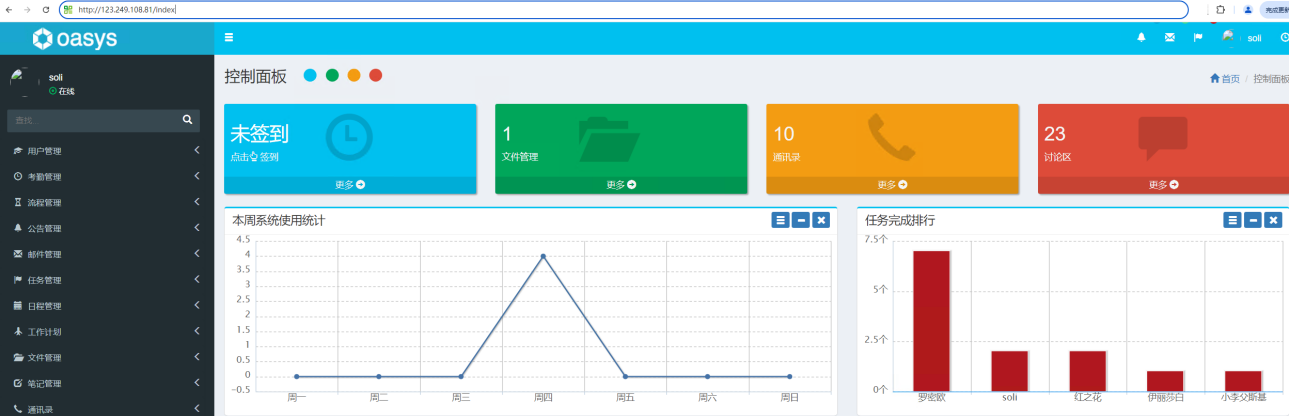 http://123.249.108.81/index
完成更新
oasys
soli
soli
在线
控制面板
首页 / 控制面板
查找...
用户管理
考勤管理
流程管理
公告管理
邮件管理
任务管理
日程管理
工作计划
文件管理
笔记管理
通讯录
未签到
点击 签到
更多
1
文件管理
更多
10
通讯录
更多
23
讨论区
更多
本周系统使用统计
4.5
4
3.5
3
2.5
2
1.5
1
0.5
0
-0.5
周一 周二 周三 周四 周五 周六 周日
任务完成排行
7.5个
5个
2.5个
0个
罗密欧 soli 红之花 伊丽莎白 小李父斯基